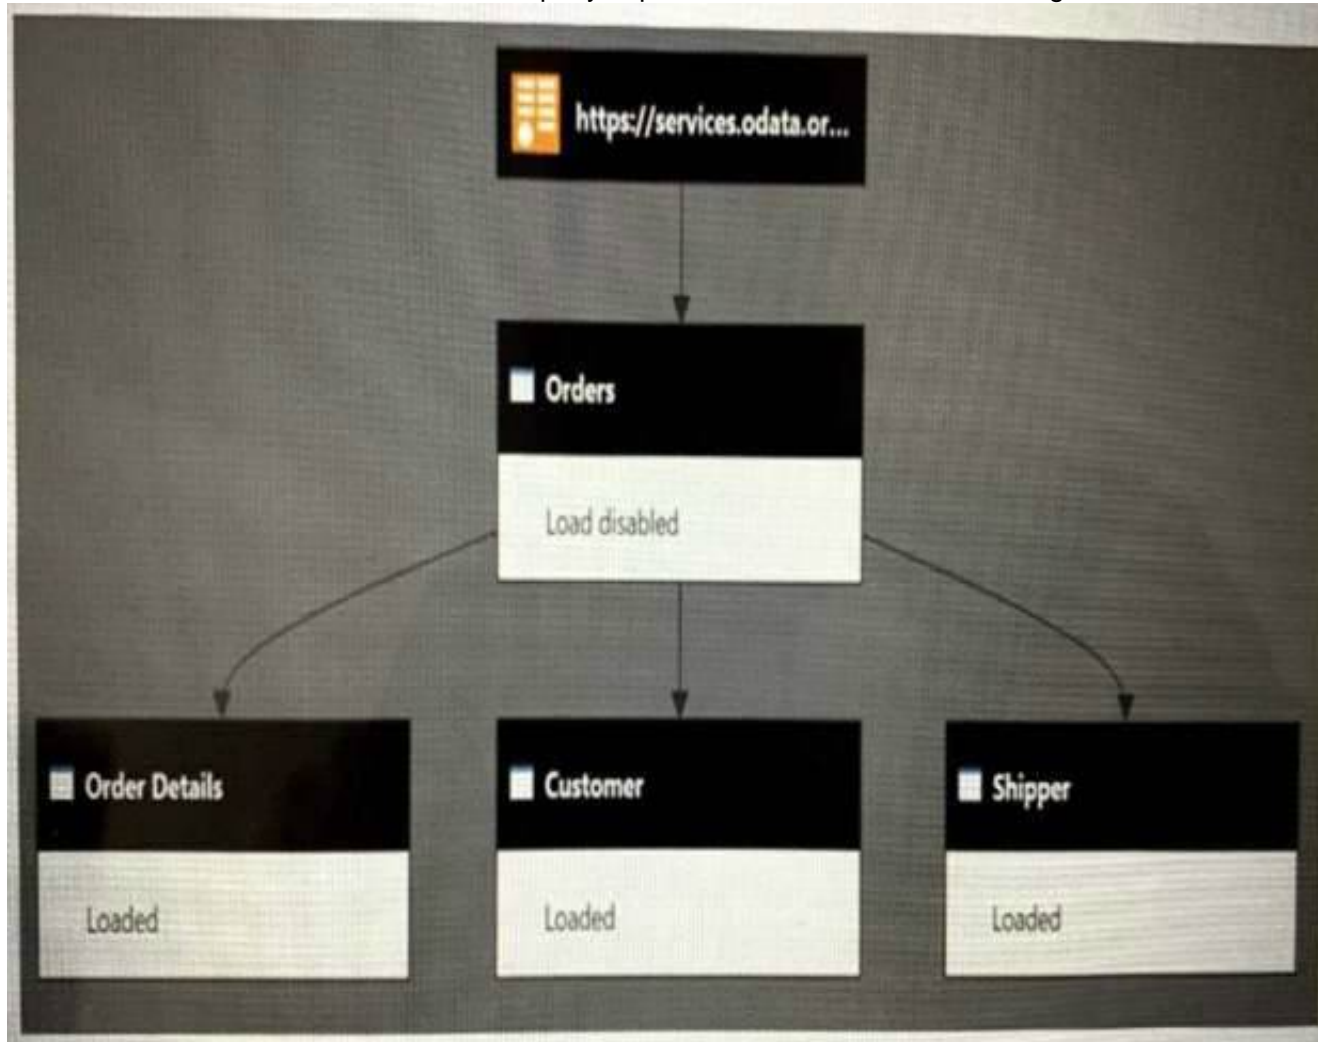 https://services.odata.or...
Orders
Load disabled
Order Details
Customer
Shipper
Loaded
Loaded
Loaded